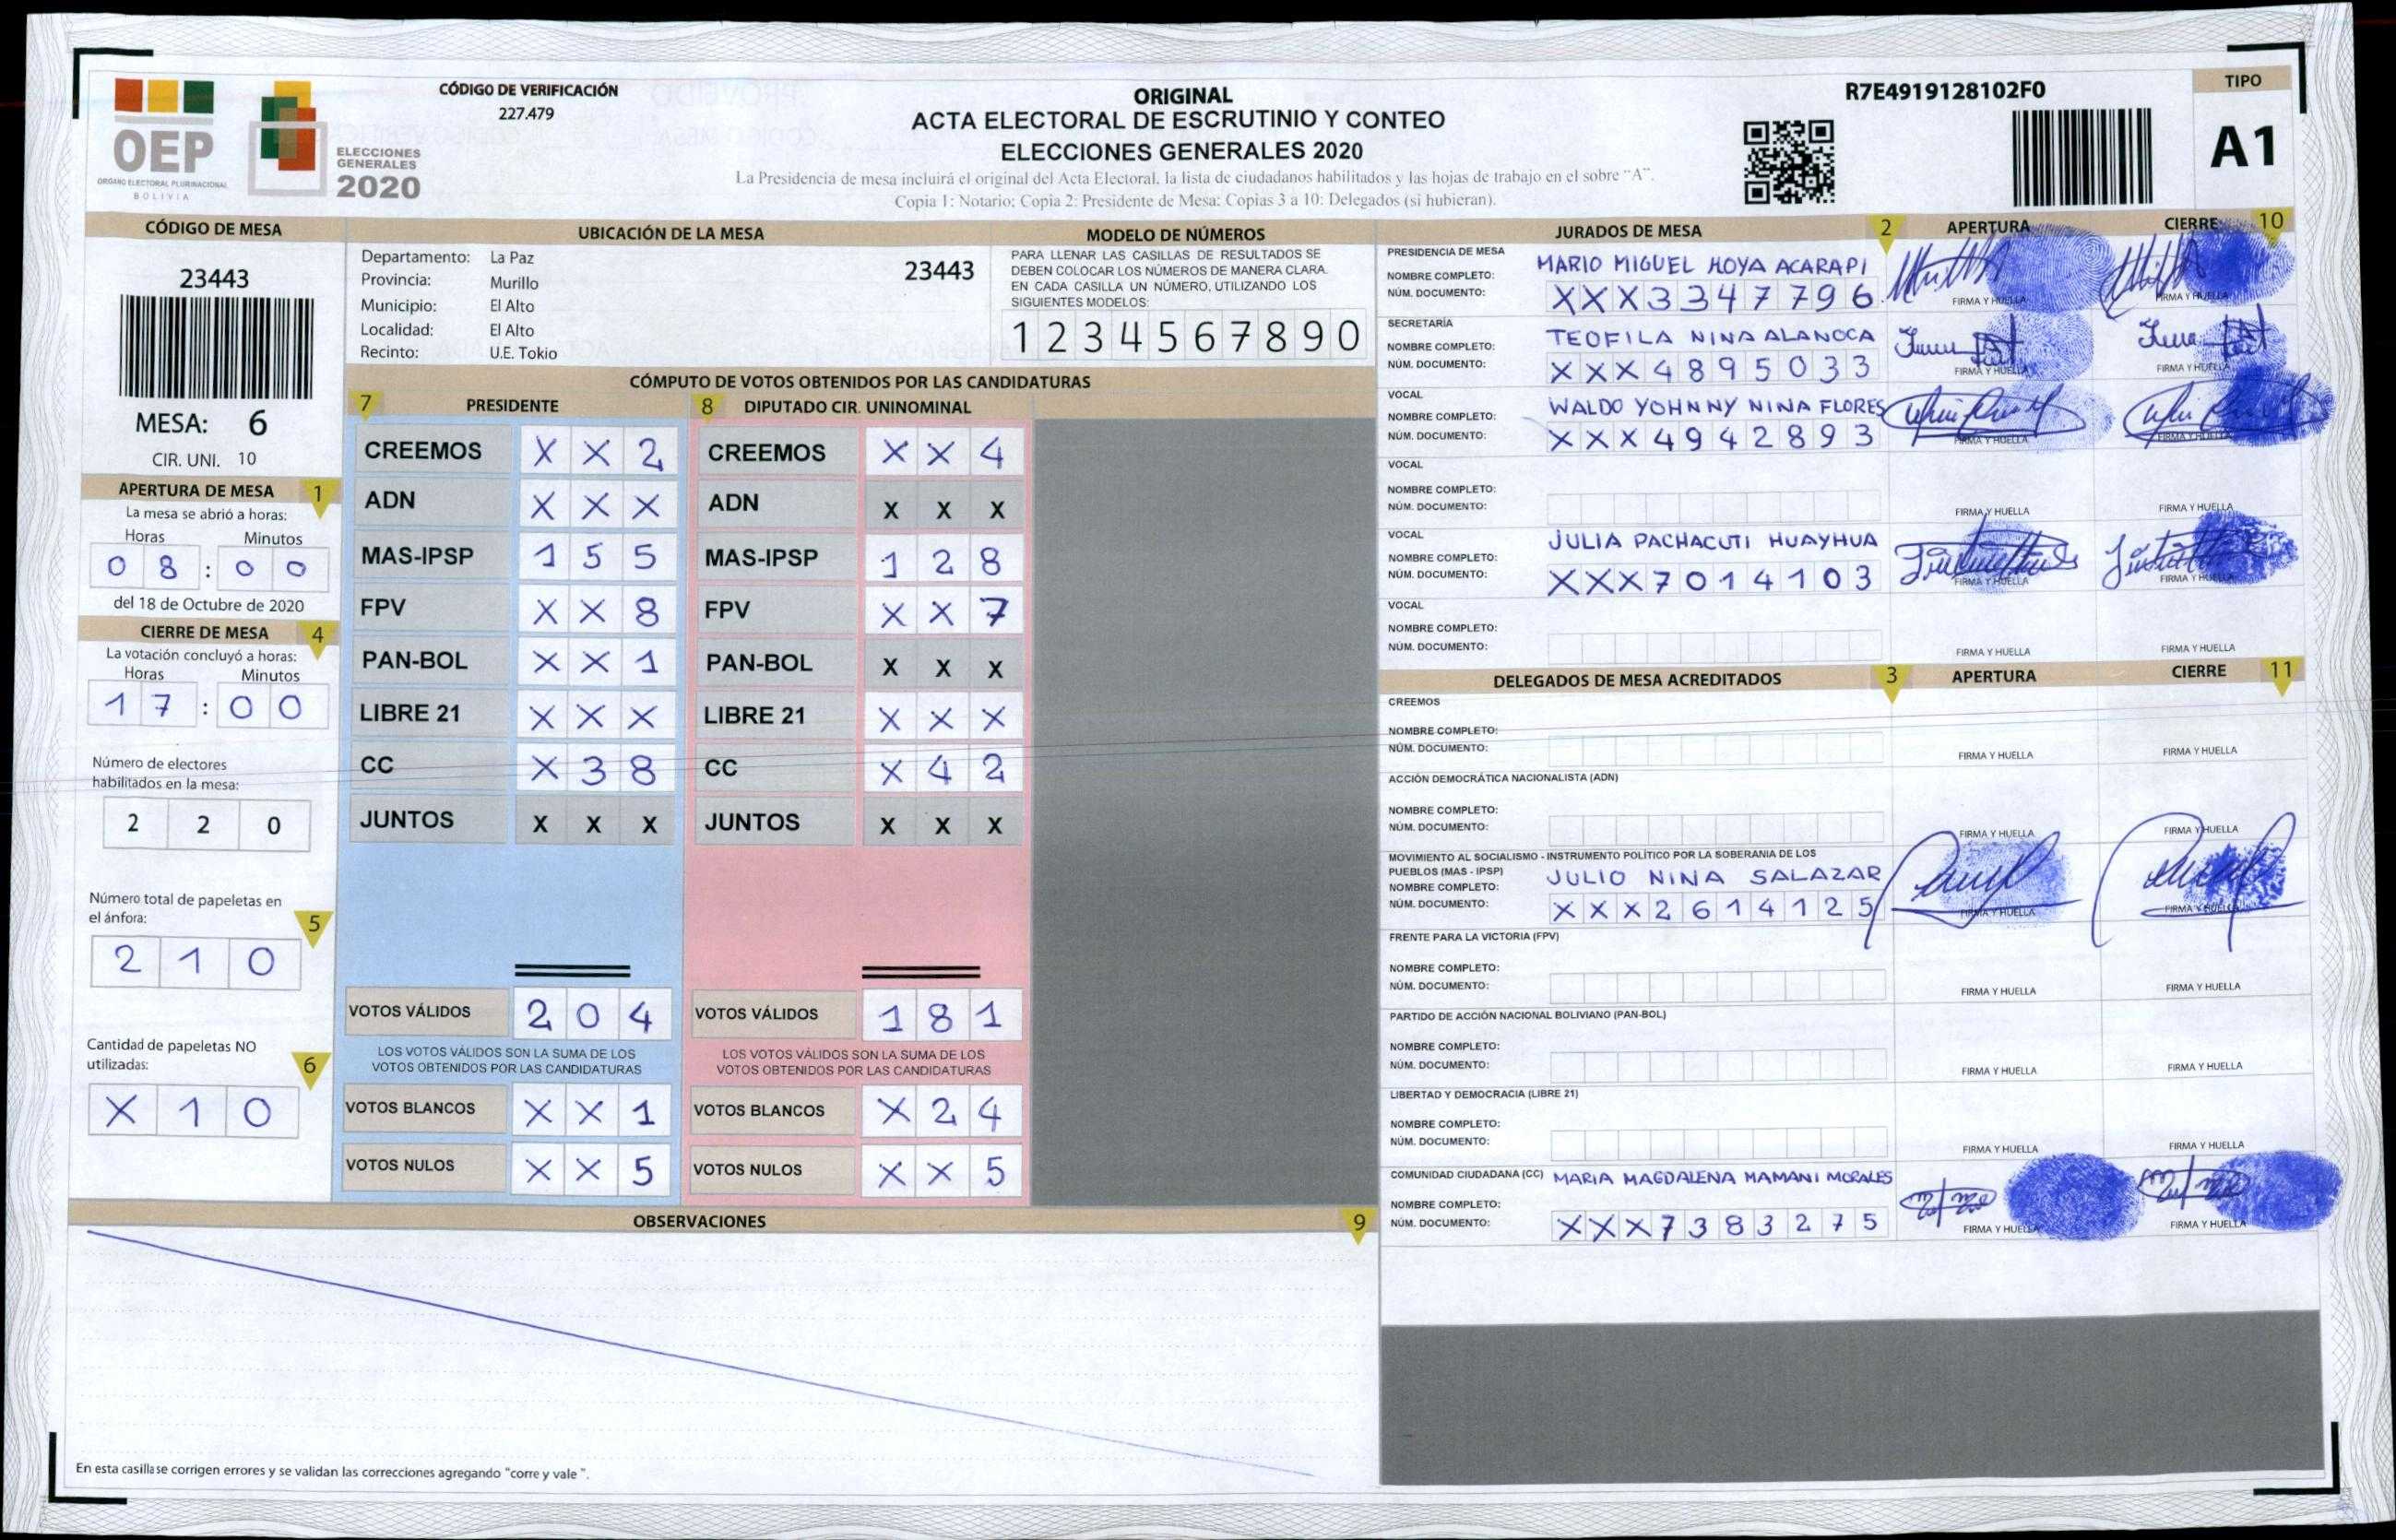 OEP
ORGANO ELECTORAL PLURINACIONAL
BOLIVIA
ELECCIONES
GENERALES
2020
CÓDIGO DE VERIFICACIÓN
227.479
ORIGINAL
ACTA ELECTORAL DE ESCRUTINIO Y CONTEO
ELECCIONES GENERALES 2020
La Presidencia de mesa incluirá el original del Acta Electoral, la lista de ciudadanos habilitados y las hojas de trabajo en el sobre "A".
Copia 1: Notario; Copia 2: Presidente de Mesa: Copias 3 a 10: Delegados (si hubieran).
R7E4919128102F0
TIPO
A1
CÓDIGO DE MESA
23443
MESA: 6
CIR. UNI. 10
APERTURA DE MESA 1
La mesa se abrió a horas:
Horas Minutos
0 8 : 0 0
del 18 de Octubre de 2020
CIERRE DE MESA 4
La votación concluyó a horas:
Horas Minutos
1 7 : 0 0
Número de electores
habilitados en la mesa:
2 2 0
Número total de papeletas en
el ánfora: 5
2 1 0
Cantidad de papeletas NO
utilizadas: 6
X 1 0
UBICACIÓN DE LA MESA
Departamento: La Paz
23443
Provincia: Murillo
Municipio: El Alto
Localidad: El Alto
Recinto: U.E. Tokio
MODELO DE NÚMEROS
PARA LLENAR LAS CASILLAS DE RESULTADOS SE
DEBEN COLOCAR LOS NÚMEROS DE MANERA CLARA.
EN CADA CASILLA UN NÚMERO, UTILIZANDO LOS
SIGUIENTES MODELOS:
1 2 3 4 5 6 7 8 9 0
CÓMPUTO DE VOTOS OBTENIDOS POR LAS CANDIDATURAS
7 PRESIDENTE
CREEMOS X X 2
ADN X X X
MAS-IPSP 1 5 5
FPV X X 8
PAN-BOL X X 1
LIBRE 21 X X X
CC X 3 8
JUNTOS X X X
VOTOS VÁLIDOS 2 0 4
LOS VOTOS VÁLIDOS SON LA SUMA DE LOS
VOTOS OBTENIDOS POR LAS CANDIDATURAS
VOTOS BLANCOS X X 1
VOTOS NULOS X X 5
8 DIPUTADO CIR. UNINOMINAL
CREEMOS X X 4
ADN X X X
MAS-IPSP 1 2 8
FPV X X 7
PAN-BOL X X X
LIBRE 21 X X X
CC X 4 2
JUNTOS X X X
VOTOS VÁLIDOS 1 8 1
LOS VOTOS VÁLIDOS SON LA SUMA DE LOS
VOTOS OBTENIDOS POR LAS CANDIDATURAS
VOTOS BLANCOS X 2 4
VOTOS NULOS X X 5
OBSERVACIONES 9
En esta casilla se corrigen errores y se validan las correcciones agregando "corre y vale ".
JURADOS DE MESA 2 APERTURA CIERRE 10
PRESIDENCIA DE MESA
NOMBRE COMPLETO: MARIO MIGUEL MOYA ACARAPI
NÚM. DOCUMENTO: XXX3347796
FIRMA Y HUELLA FIRMA Y HUELLA
SECRETARÍA
NOMBRE COMPLETO: TEOFILA NINA ALANOCA
NÚM. DOCUMENTO: XXX4895033
FIRMA Y HUELLA FIRMA Y HUELLA
VOCAL
NOMBRE COMPLETO: WALDO YOHNNY NINA FLORES
NÚM. DOCUMENTO: XXX4942893
FIRMA Y HUELLA FIRMA Y HUELLA
VOCAL
NOMBRE COMPLETO:
NÚM. DOCUMENTO:
FIRMA Y HUELLA FIRMA Y HUELLA
VOCAL
NOMBRE COMPLETO: JULIA PACHACUTI HUAYHUA
NÚM. DOCUMENTO: XXX7014103
FIRMA Y HUELLA FIRMA Y HUELLA
VOCAL
NOMBRE COMPLETO:
NÚM. DOCUMENTO:
FIRMA Y HUELLA FIRMA Y HUELLA
DELEGADOS DE MESA ACREDITADOS 3 APERTURA CIERRE 11
CREEMOS
NOMBRE COMPLETO:
NÚM. DOCUMENTO:
FIRMA Y HUELLA FIRMA Y HUELLA
ACCIÓN DEMOCRÁTICA NACIONALISTA (ADN)
NOMBRE COMPLETO:
NÚM. DOCUMENTO:
FIRMA Y HUELLA FIRMA Y HUELLA
MOVIMIENTO AL SOCIALISMO - INSTRUMENTO POLÍTICO POR LA SOBERANIA DE LOS
PUEBLOS (MAS - IPSP)
NOMBRE COMPLETO: JULIO NINA SALAZAR
NÚM. DOCUMENTO: XXX2614125
FIRMA Y HUELLA FIRMA Y HUELLA
FRENTE PARA LA VICTORIA (FPV)
NOMBRE COMPLETO:
NÚM. DOCUMENTO:
FIRMA Y HUELLA FIRMA Y HUELLA
PARTIDO DE ACCIÓN NACIONAL BOLIVIANO (PAN-BOL)
NOMBRE COMPLETO:
NÚM. DOCUMENTO:
FIRMA Y HUELLA FIRMA Y HUELLA
LIBERTAD Y DEMOCRACIA (LIBRE 21)
NOMBRE COMPLETO:
NÚM. DOCUMENTO:
FIRMA Y HUELLA FIRMA Y HUELLA
COMUNIDAD CIUDADANA (CC) MARIA MAGDALENA MAMANI MORALES
NOMBRE COMPLETO:
NÚM. DOCUMENTO: XXX7383275
FIRMA Y HUELLA FIRMA Y HUELLA